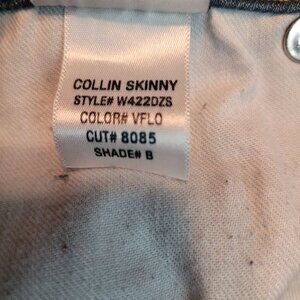 COLLIN SKINNY
STYLE# W422DZS
COLOR# VFLO
CUT# 8085
SHADE# B